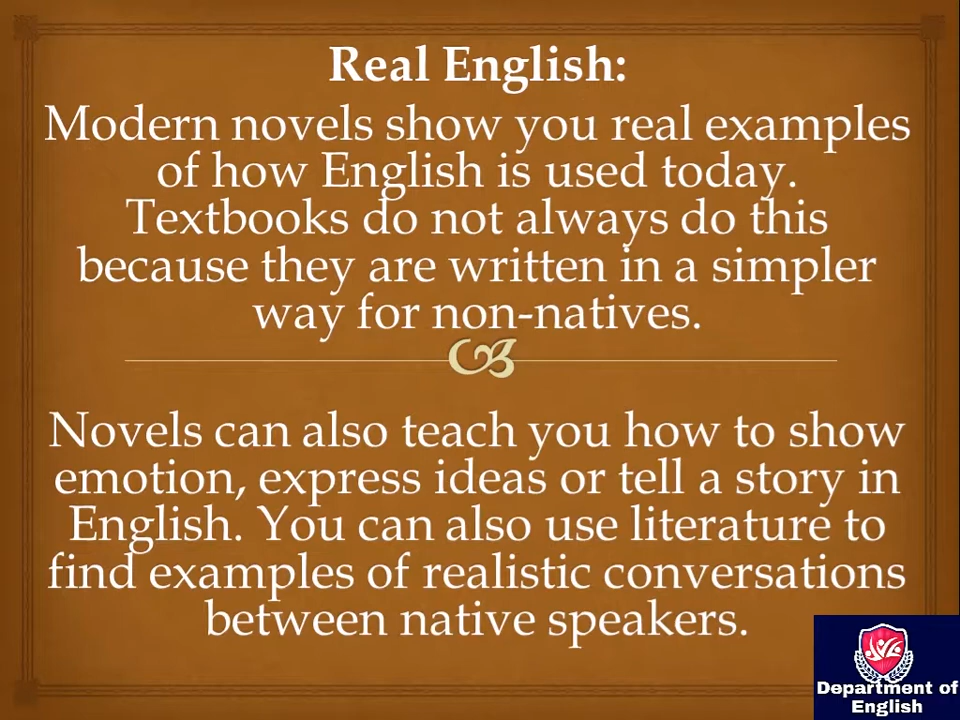 Real English:
Modern novels show you real examples
of how English is used today.
Textbooks do not always do this
because they are written in a simpler
way for non-natives.
Novels can also teach you how to show
emotion, express ideas or tell a story in
English. You can also use literature to
find examples of realistic conversations
between native speakers.
Department of
English